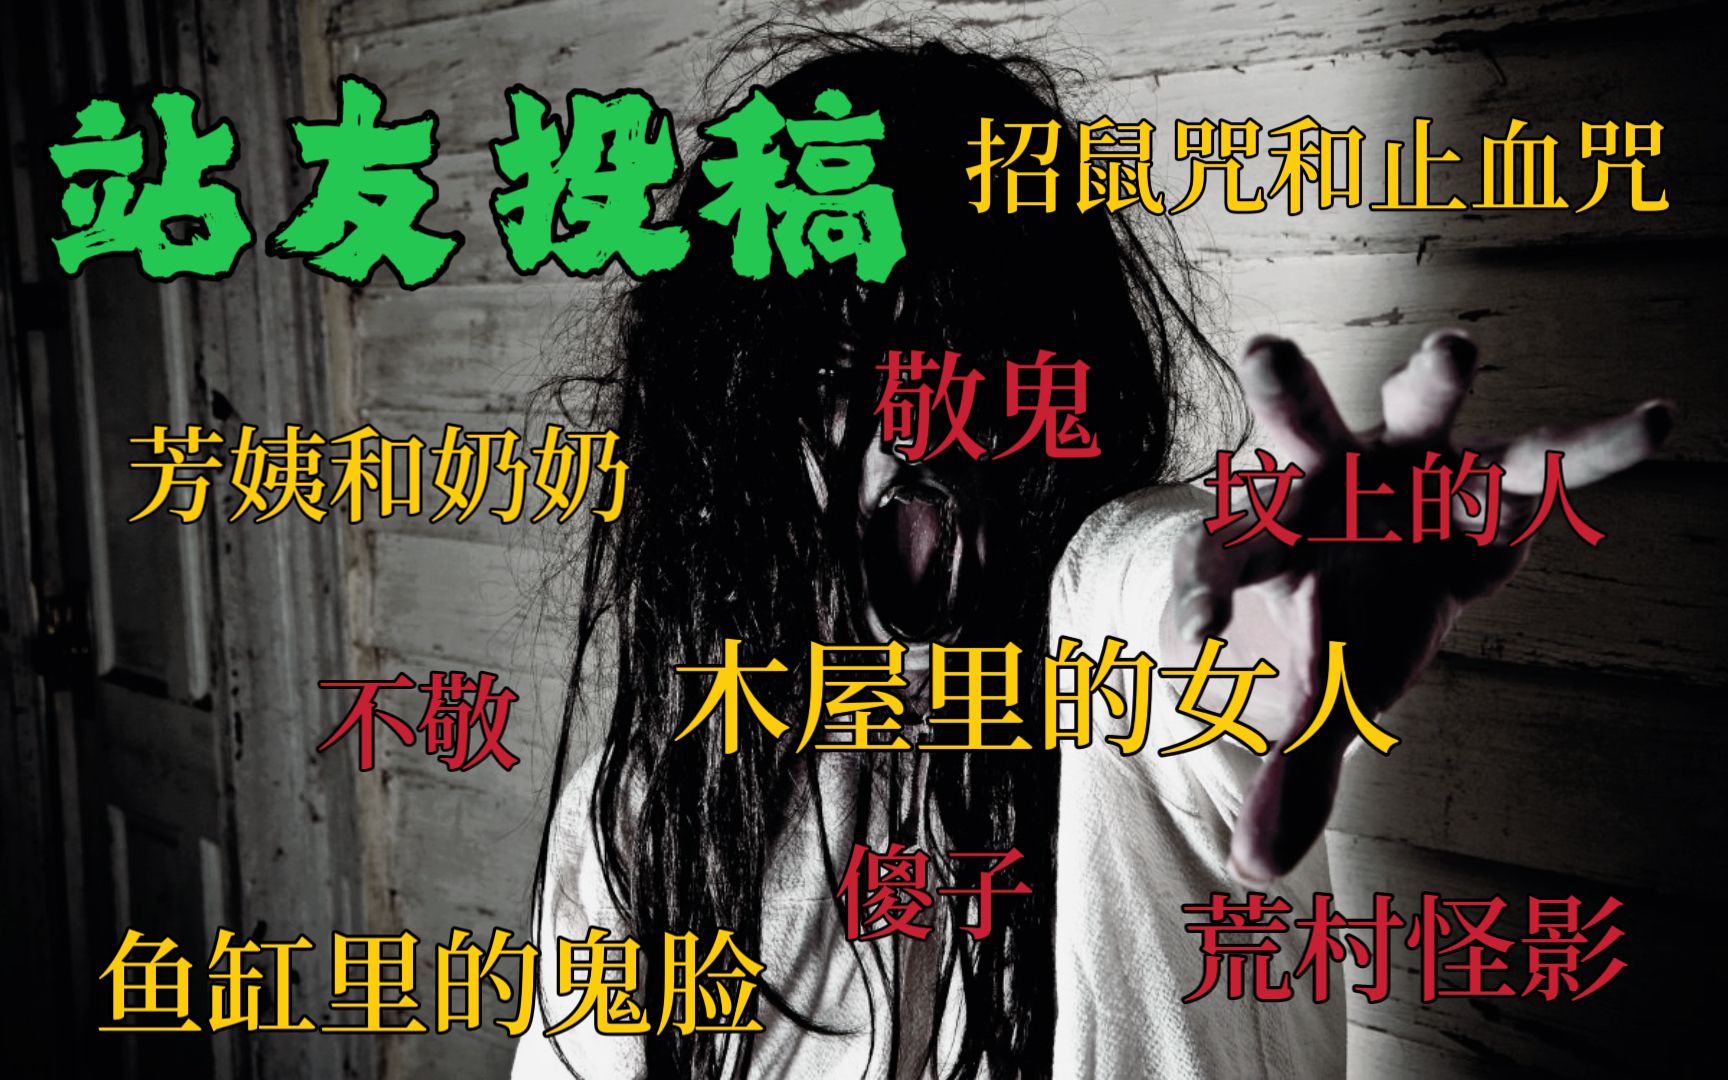 站友投稿
招鼠咒和止血咒
敬鬼
芳姨和奶奶
坟上的人
木屋里的女人
不敬
傻子
荒村怪影
鱼缸里的鬼脸